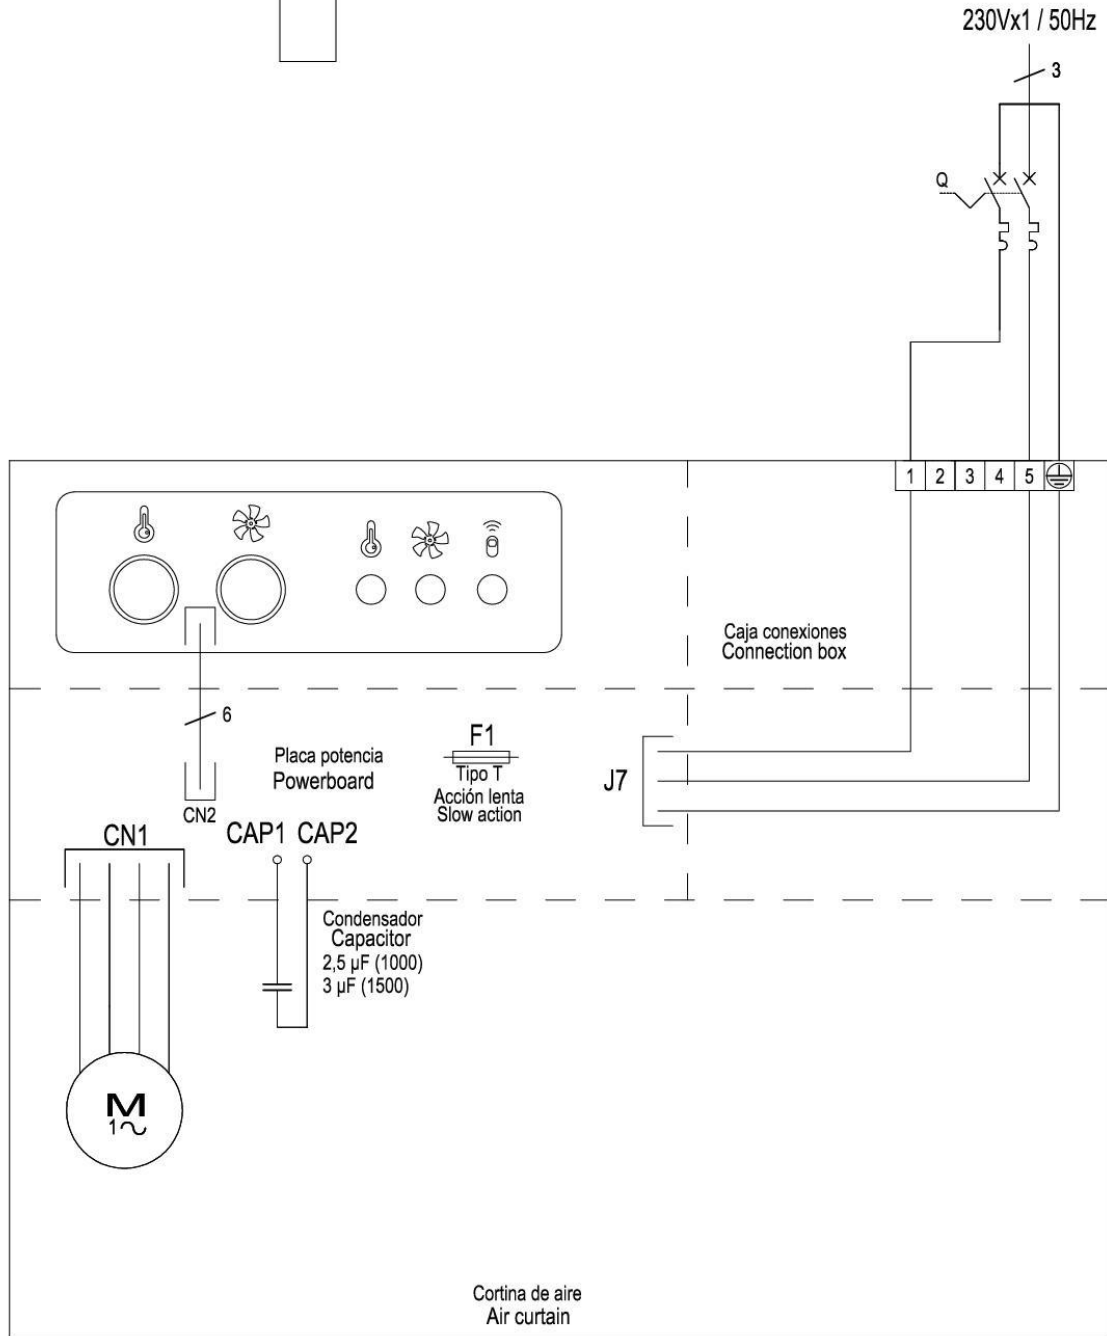 230Vx1 / 50Hz
3
Q
1 2 3 4 5
Caja conexiones
Connection box
6
Placa potencia
Powerboard
F1
Tipo T
Acción lenta
Slow action
J7
CN2
CN1
CAP1 CAP2
Condensador
Capacitor
2,5 µF (1000)
3 µF (1500)
M
1~
Cortina de aire
Air curtain